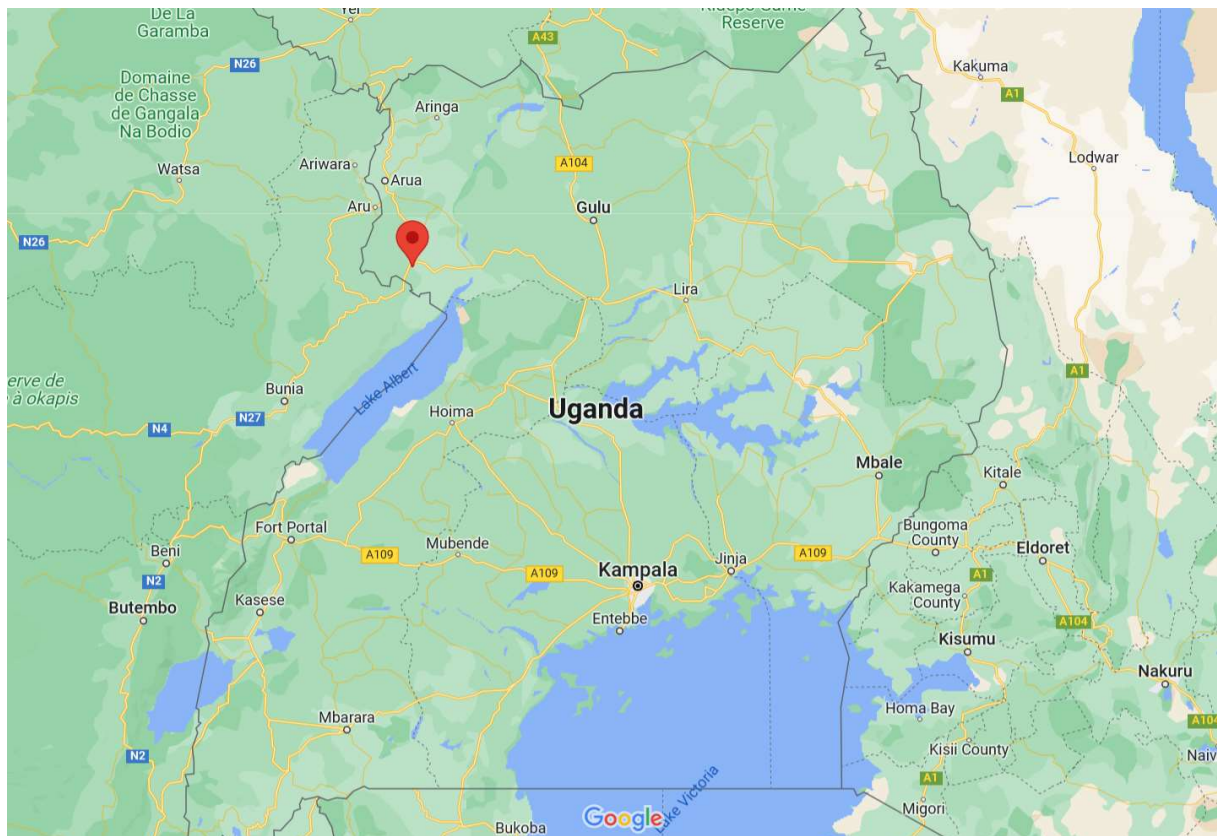 De La
Garamba
Yei
Kidepo Game
Reserve
A43
N26
Domaine
de Chasse
de Gangala
Na Bodio
Kakuma
A1
Aringa
Watsa
Ariwara
A104
Lodwar
Arua
Aru
Gulu
N26
Lira
Lake Albert
A1
erve de
e à okapis
Bunia
N27
N4
Hoima
Uganda
Mbale
Kitale
Fort Portal
A109
Mubende
A109
Jinja
A109
Bungoma
County
Eldoret
Beni
N2
Kampala
A1
Kakamega
County
Butembo
Kasese
Entebbe
A104
Kisumu
Nakuru
Mbarara
Homa Bay
A104
N2
Kisii County
Naiv
A1
Lake Victoria
Migori
Google
Bukoba